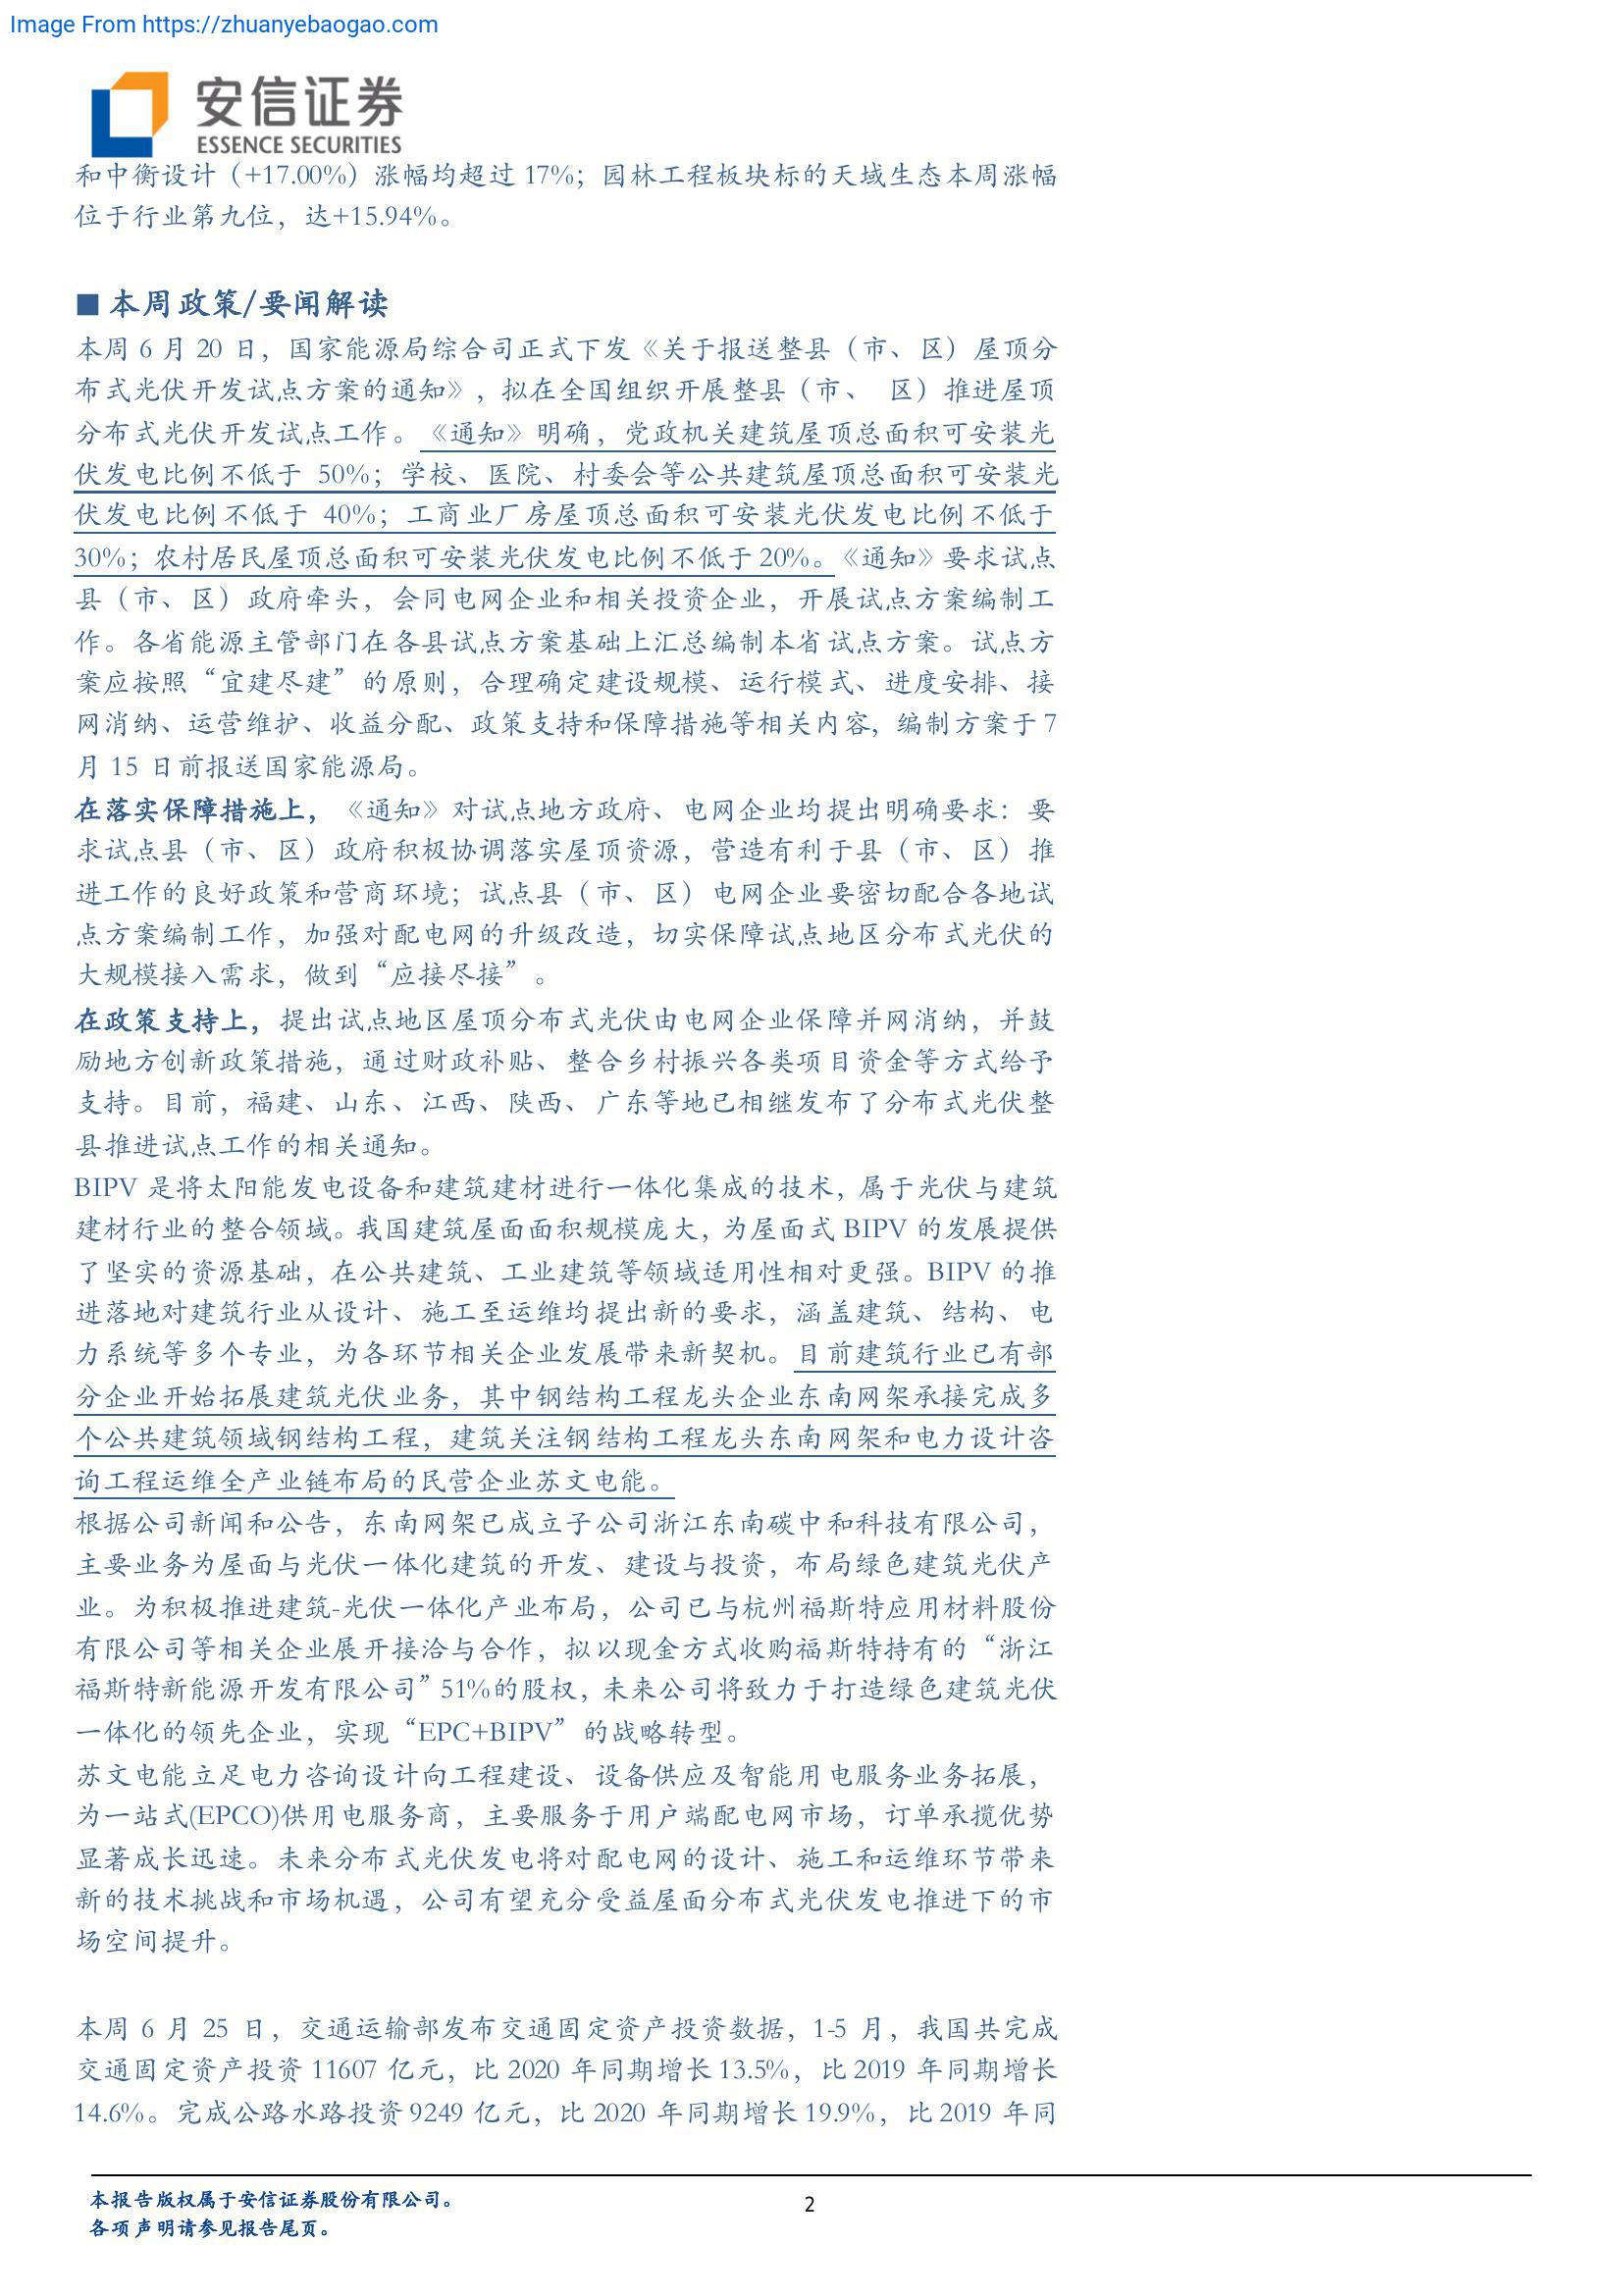 Image From https://zhuanyebaogao.com
安信证券
ESSENCE SECURITIES
和中衡设计（+17.00%）涨幅均超过 17%；园林工程板块标的天域生态本周涨幅
位于行业第九位，达+15.94%。
■ 本周政策/要闻解读
本周 6 月 20 日，国家能源局综合司正式下发《关于报送整县（市、区）屋顶分
布式光伏开发试点方案的通知》，拟在全国组织开展整县（市、 区）推进屋顶
分布式光伏开发试点工作。《通知》明确，党政机关建筑屋顶总面积可安装光
伏发电比例不低于 50%；学校、医院、村委会等公共建筑屋顶总面积可安装光
伏发电比例不低于 40%；工商业厂房屋顶总面积可安装光伏发电比例不低于
30%；农村居民屋顶总面积可安装光伏发电比例不低于 20%。《通知》要求试点
县（市、区）政府牵头，会同电网企业和相关投资企业，开展试点方案编制工
作。各省能源主管部门在各县试点方案基础上汇总编制本省试点方案。试点方
案应按照“宜建尽建”的原则，合理确定建设规模、运行模式、进度安排、接
网消纳、运营维护、收益分配、政策支持和保障措施等相关内容，编制方案于 7
月 15 日前报送国家能源局。
在落实保障措施上，《通知》对试点地方政府、电网企业均提出明确要求：要
求试点县（市、区）政府积极协调落实屋顶资源，营造有利于县（市、区）推
进工作的良好政策和营商环境；试点县（市、区）电网企业要密切配合各地试
点方案编制工作，加强对配电网的升级改造，切实保障试点地区分布式光伏的
大规模接入需求，做到“应接尽接”。
在政策支持上，提出试点地区屋顶分布式光伏由电网企业保障并网消纳，并鼓
励地方创新政策措施，通过财政补贴、整合乡村振兴各类项目资金等方式给予
支持。目前，福建、山东、江西、陕西、广东等地已相继发布了分布式光伏整
县推进试点工作的相关通知。
BIPV 是将太阳能发电设备和建筑建材进行一体化集成的技术，属于光伏与建筑
建材行业的整合领域。我国建筑屋面面积规模庞大，为屋面式 BIPV 的发展提供
了坚实的资源基础，在公共建筑、工业建筑等领域适用性相对更强。BIPV 的推
进落地对建筑行业从设计、施工至运维均提出新的要求，涵盖建筑、结构、电
力系统等多个专业，为各环节相关企业发展带来新契机。目前建筑行业已有部
分企业开始拓展建筑光伏业务，其中钢结构工程龙头企业东南网架承接完成多
个公共建筑领域钢结构工程，建筑关注钢结构工程龙头东南网架和电力设计咨
询工程运维全产业链布局的民营企业苏文电能。
根据公司新闻和公告，东南网架已成立子公司浙江东南碳中和科技有限公司，
主要业务为屋面与光伏一体化建筑的开发、建设与投资，布局绿色建筑光伏产
业。为积极推进建筑-光伏一体化产业布局，公司已与杭州福斯特应用材料股份
有限公司等相关企业展开接洽与合作，拟以现金方式收购福斯特持有的“浙江
福斯特新能源开发有限公司”51%的股权，未来公司将致力于打造绿色建筑光伏
一体化的领先企业，实现“EPC+BIPV”的战略转型。
苏文电能立足电力咨询设计向工程建设、设备供应及智能用电服务业务拓展，
为一站式(EPCO)供用电服务商，主要服务于用户端配电网市场，订单承揽优势
显著成长迅速。未来分布式光伏发电将对配电网的设计、施工和运维环节带来
新的技术挑战和市场机遇，公司有望充分受益屋面分布式光伏发电推进下的市
场空间提升。
本周 6 月 25 日，交通运输部发布交通固定资产投资数据，1-5 月，我国共完成
交通固定资产投资 11607 亿元，比 2020 年同期增长 13.5%，比 2019 年同期增长
14.6%。完成公路水路投资 9249 亿元，比 2020 年同期增长 19.9%，比 2019 年同
本报告版权属于安信证券股份有限公司。
各项声明请参见报告尾页。
2